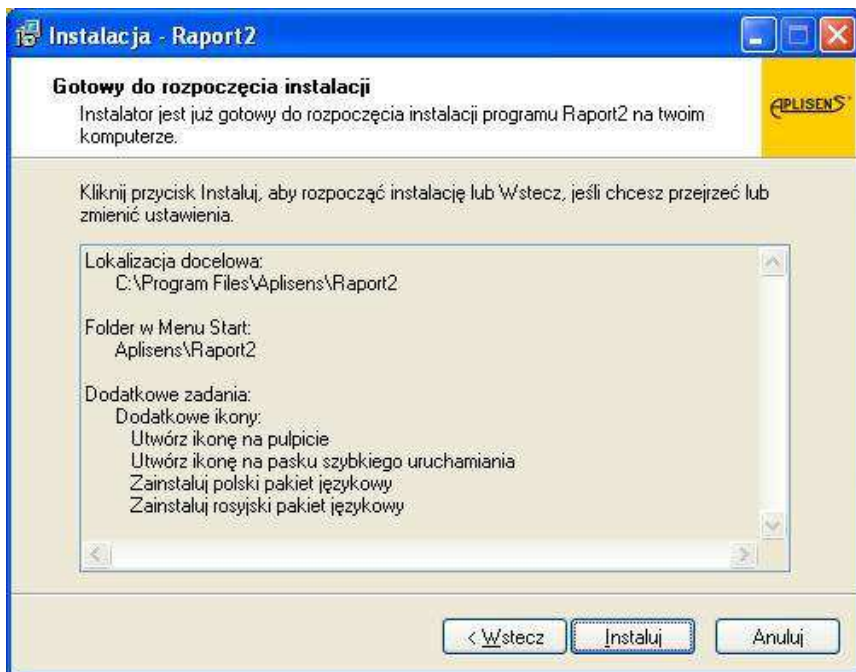 Instalacja - Raport2
Gotowy do rozpoczęcia instalacji
Instalator jest już gotowy do rozpoczęcia instalacji programu Raport2 na twoim
komputerze.
APLISENS
Kliknij przycisk Instaluj, aby rozpocząć instalację lub Wstecz, jeśli chcesz przejrzeć lub
zmienić ustawienia.
Lokalizacja docelowa:
C:\Program Files\Aplisens\Raport2
Folder w Menu Start:
Aplisens\Raport2
Dodatkowe zadania:
Dodatkowe ikony:
Utwórz ikonę na pulpicie
Utwórz ikonę na pasku szybkiego uruchamiania
Zainstaluj polski pakiet językowy
Zainstaluj rosyjski pakiet językowy
< Wstecz Instaluj Anuluj